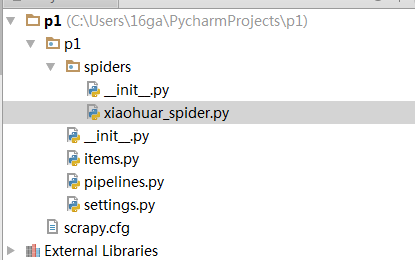 p1 (C:\Users\16ga\PycharmProjects\p1)
p1
spiders
__init__.py
xiaohuar_spider.py
__init__.py
items.py
pipelines.py
settings.py
scrapy.cfg
External Libraries